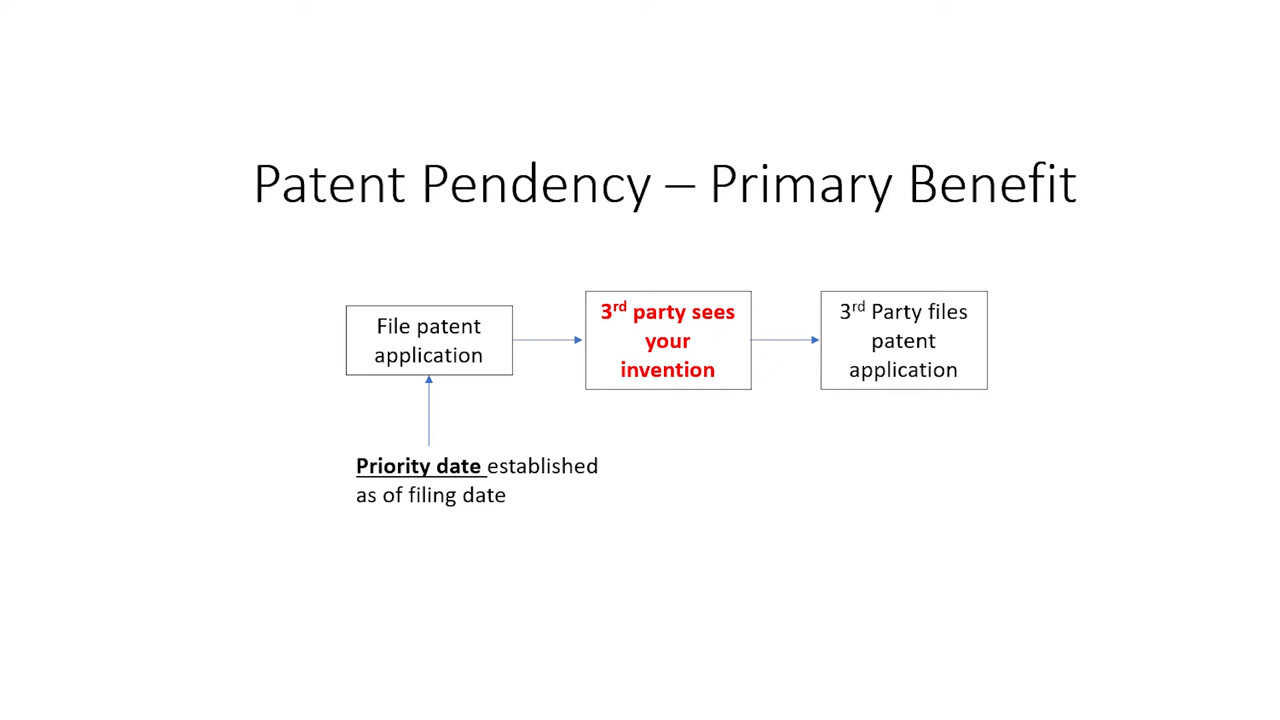 Patent Pendency – Primary Benefit
File patent
application
3rd party sees
your
invention
3rd Party files
patent
application
Priority date established
as of filing date